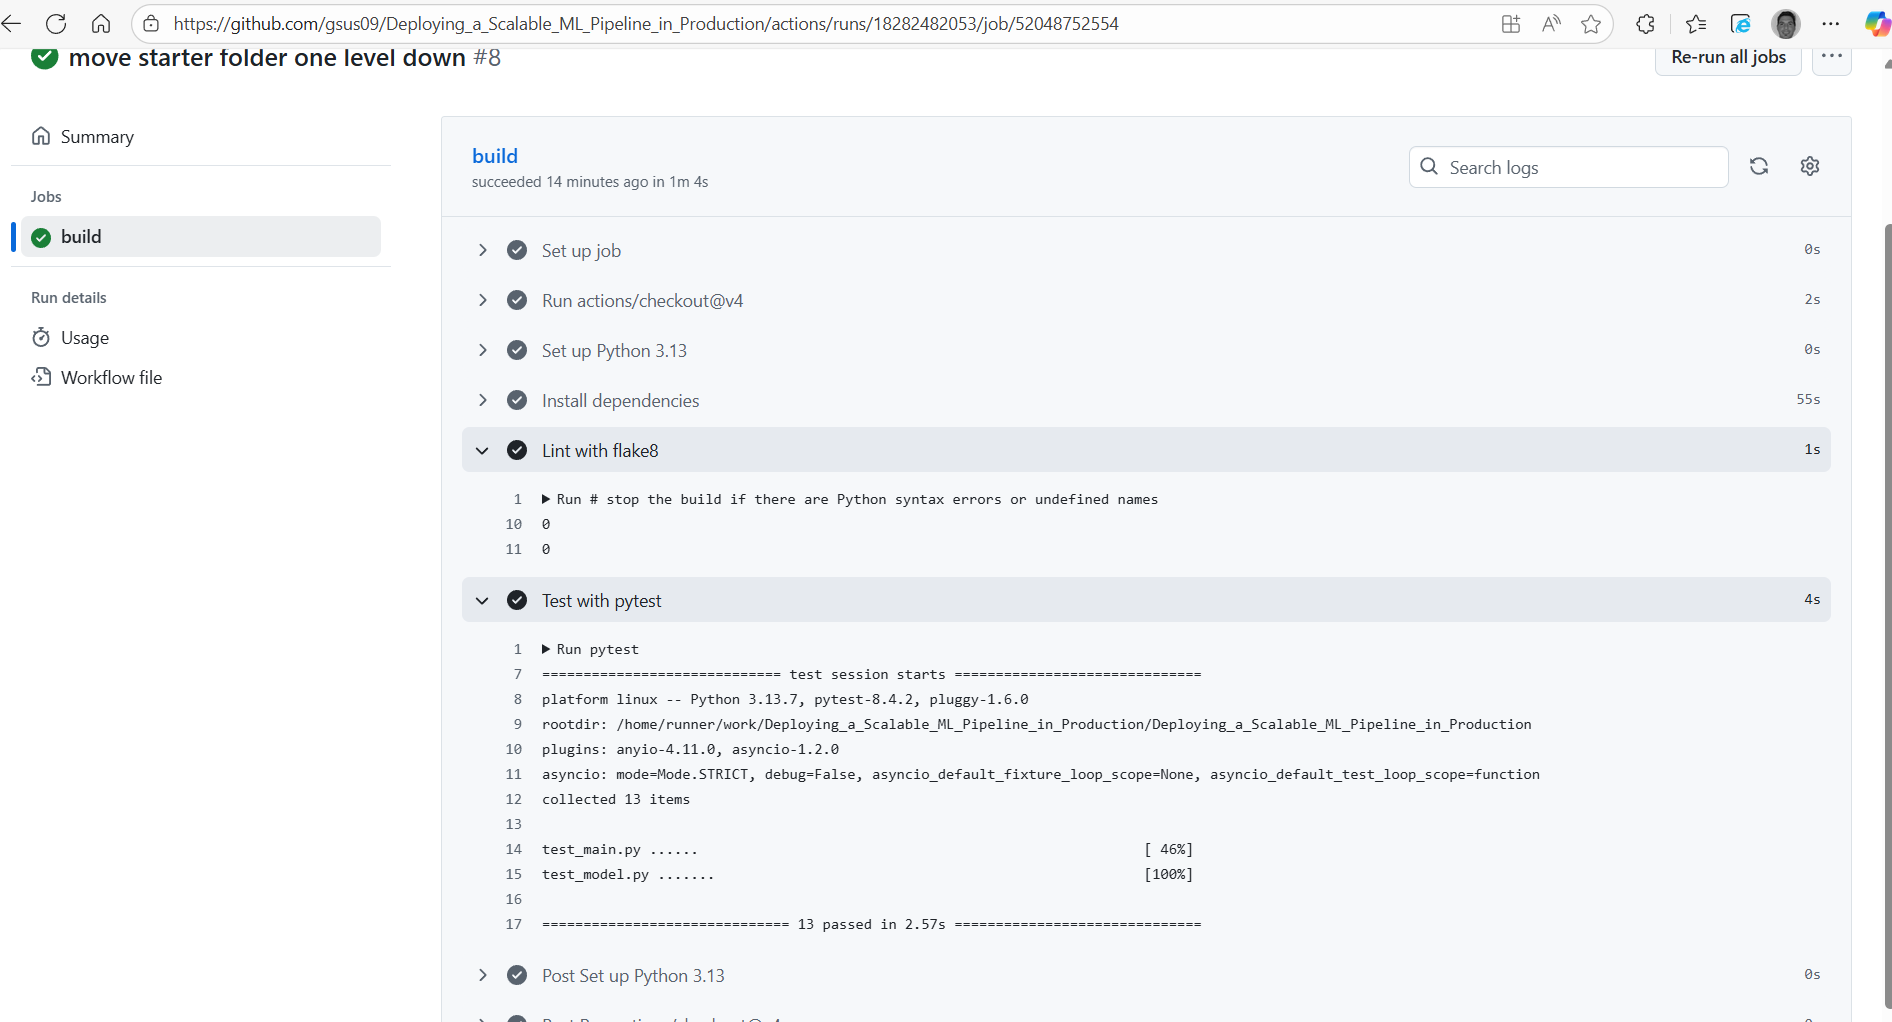 https://github.com/gsus09/Deploying_a_Scalable_ML_Pipeline_in_Production/actions/runs/18282482053/job/52048752554
move starter folder one level down #8
Re-run all jobs
Summary
Jobs
build
Run details
Usage
Workflow file
build
succeeded 14 minutes ago in 1m 4s
Search logs
Set up job 0s
Run actions/checkout@v4 2s
Set up Python 3.13 0s
Install dependencies 55s
Lint with flake8 1s
1 Run # stop the build if there are Python syntax errors or undefined names
10 0
11 0
Test with pytest 4s
1 Run pytest
7 ============================= test session starts ==============================
8 platform linux -- Python 3.13.7, pytest-8.4.2, pluggy-1.6.0
9 rootdir: /home/runner/work/Deploying_a_Scalable_ML_Pipeline_in_Production/Deploying_a_Scalable_ML_Pipeline_in_Production
10 plugins: anyio-4.11.0, asyncio-1.2.0
11 asyncio: mode=Mode.STRICT, debug=False, asyncio_default_fixture_loop_scope=None, asyncio_default_test_loop_scope=function
12 collected 13 items
13
14 test_main.py ...... [ 46%]
15 test_model.py ....... [100%]
16
17 ============================== 13 passed in 2.57s ==============================
Post Set up Python 3.13 0s